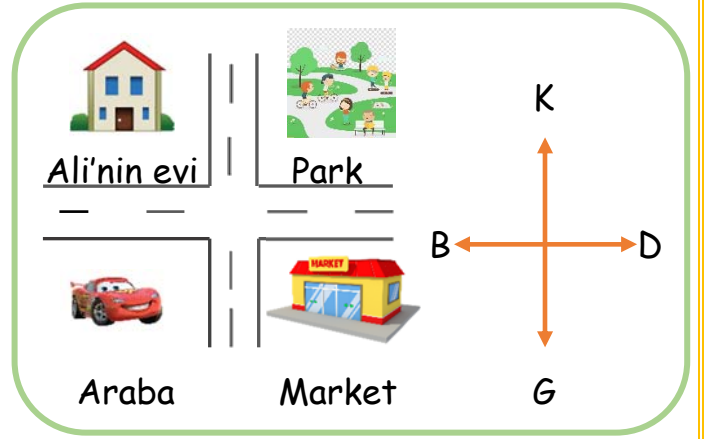 K
MARKET
Ali'nin evi
Park
B
D
Araba
Market
G